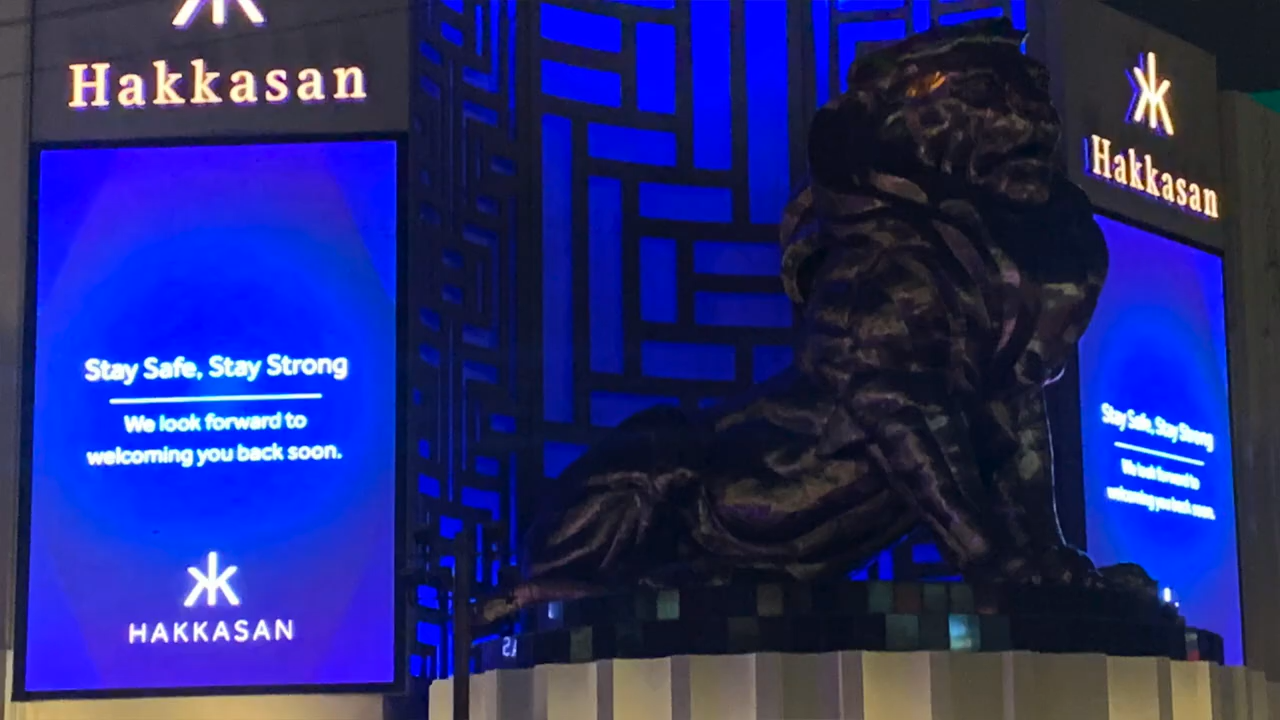 Hakkasan
Stay Safe, Stay Strong
We look forward to
welcoming you back soon.
HAKKASAN
Hakkasan
Stay Safe, Stay Strong
We look forward to
welcoming you back soon.